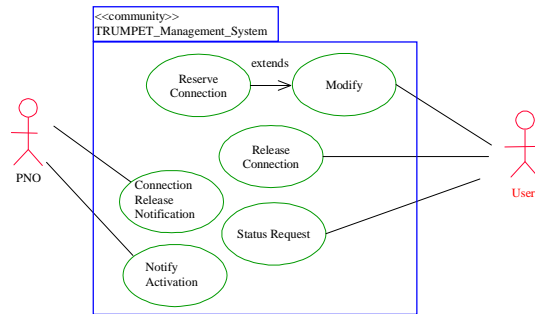 <<community>>
TRUMPET_Management_System
extends
Reserve
Connection
Modify
Release
Connection
PNO
User
Connection
Release
Notification
Status Request
Notify
Activation